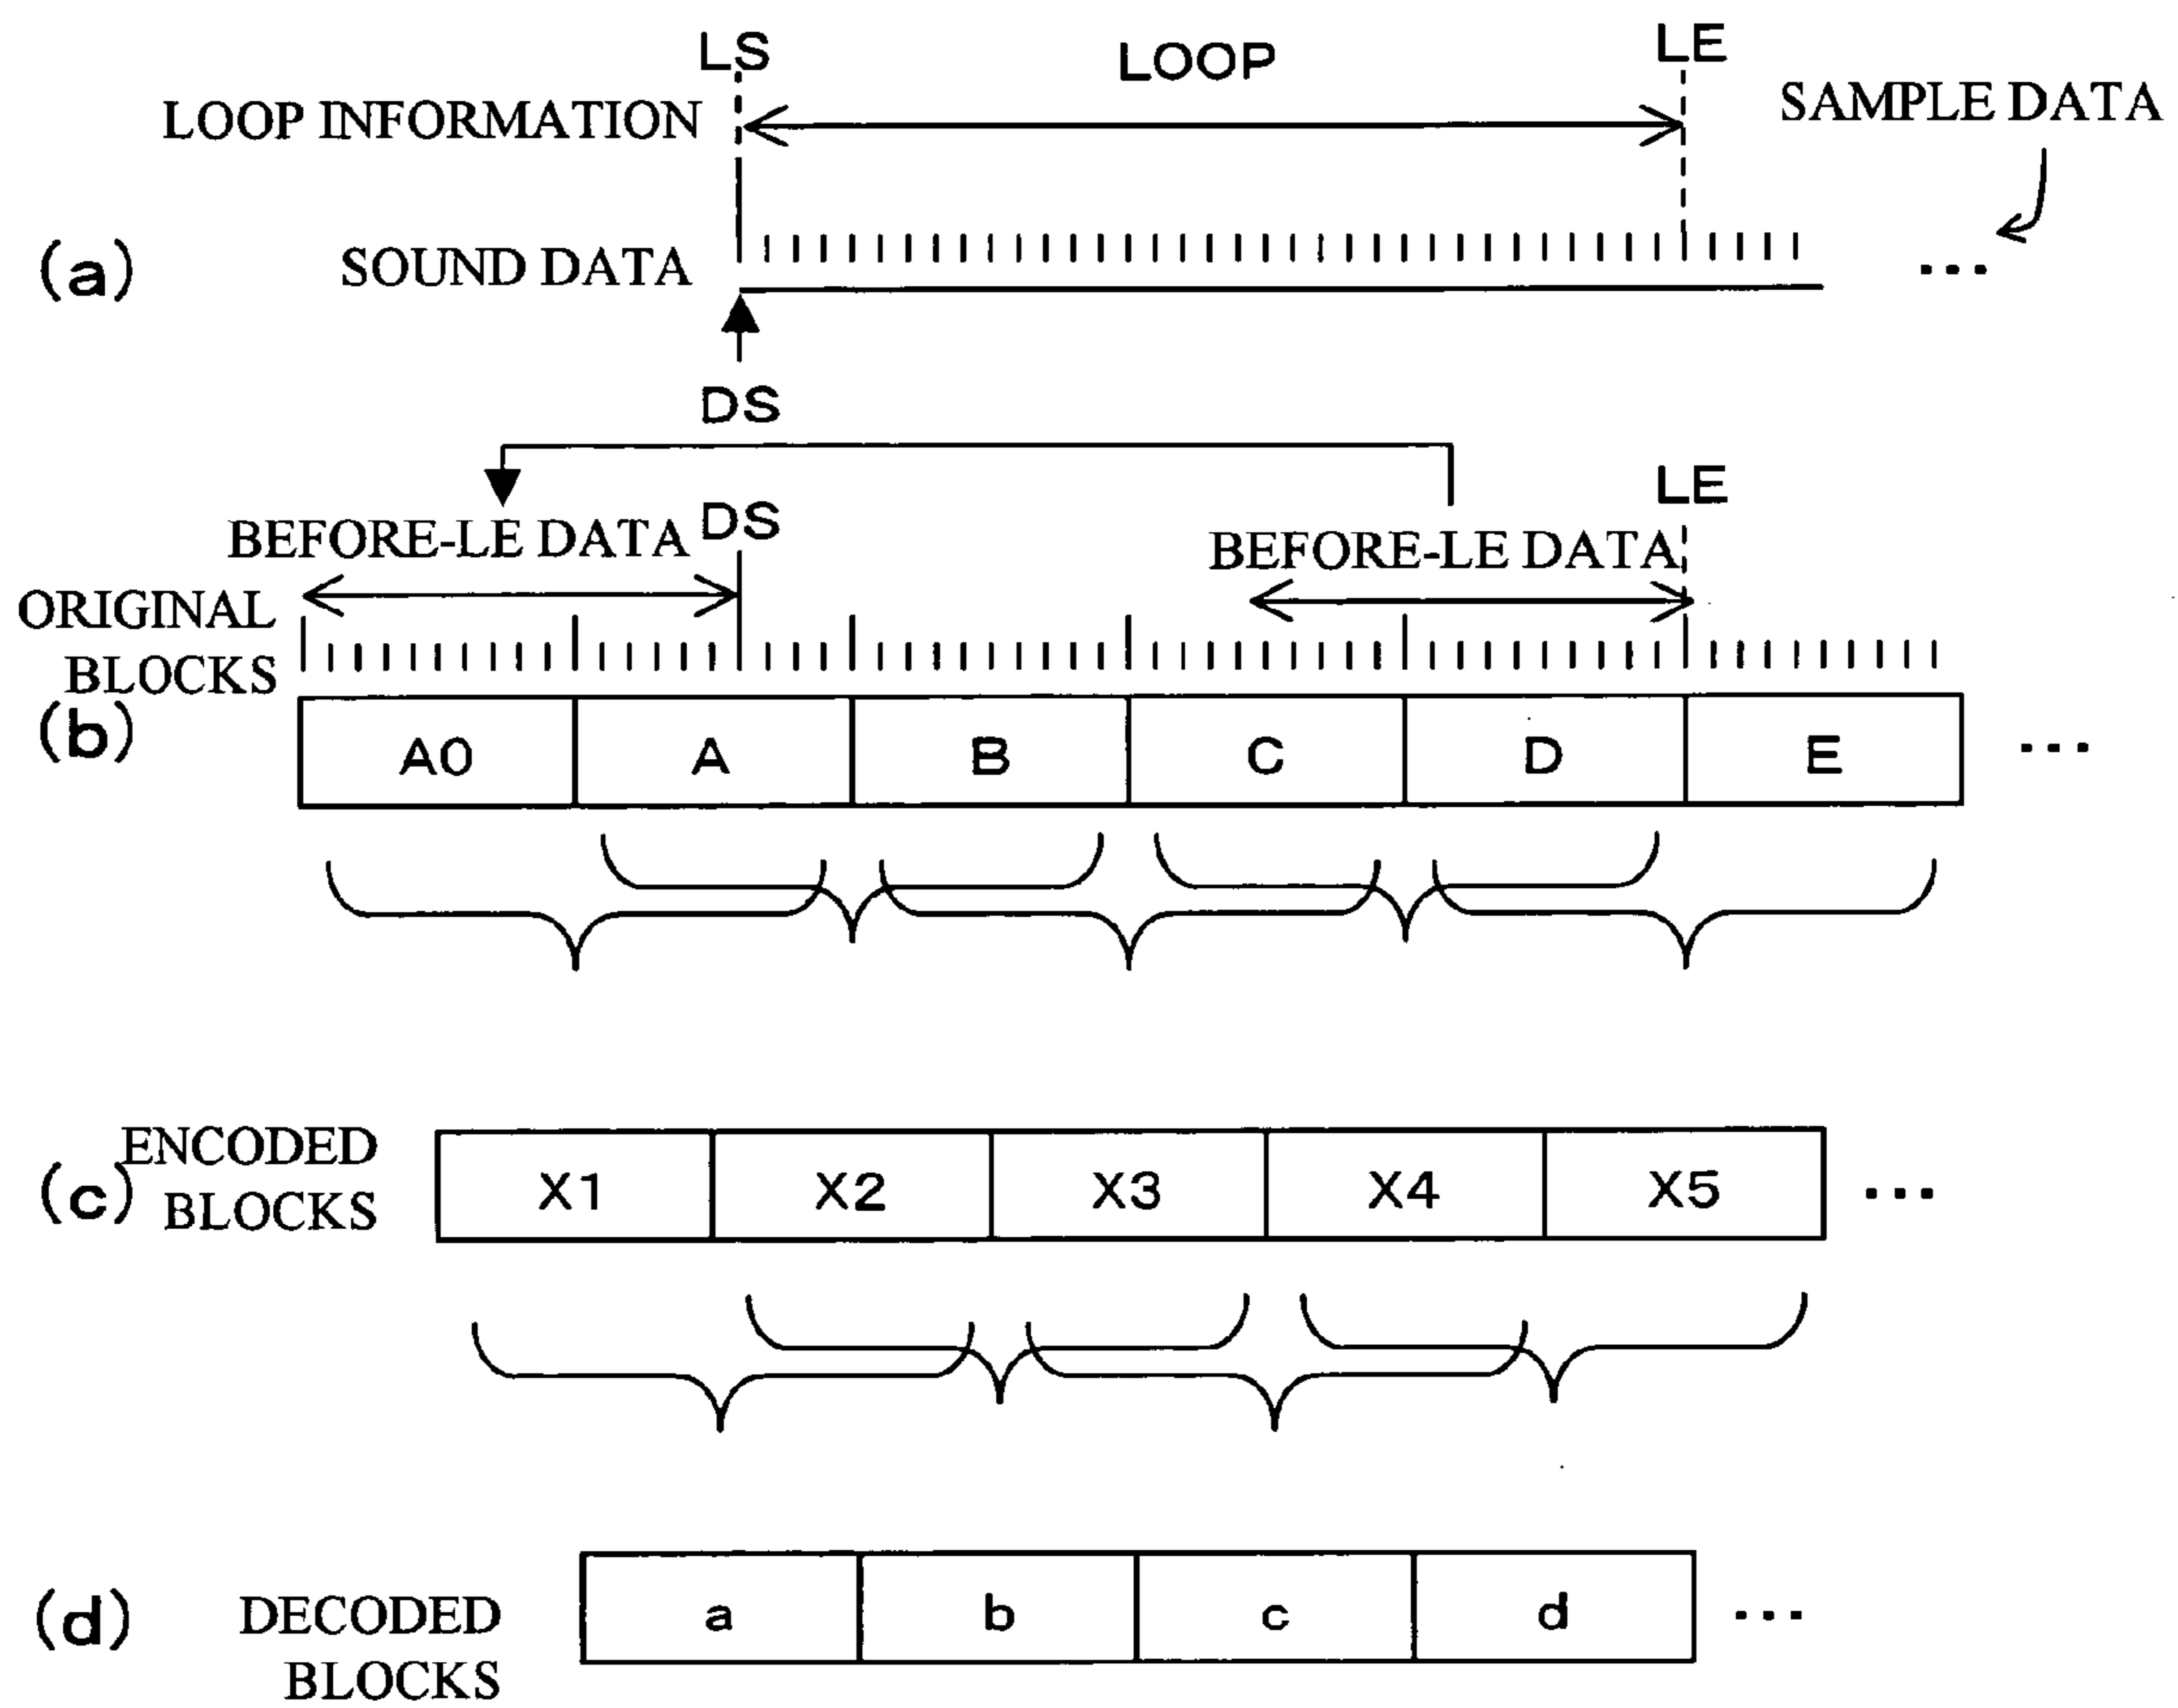 LS
LOOP
LE
LOOP INFORMATION
SAMPLE DATA
(a)
SOUND DATA
...
DS
LE
BEFORE-LE DATA
DS
BEFORE-LE DATA
ORIGINAL
BLOCKS
(b)
A0 A B C D E ...
ENCODED
(c)
BLOCKS
X1 X2 X3 X4 X5 ...
(d)
DECODED
BLOCKS
a b c d ...